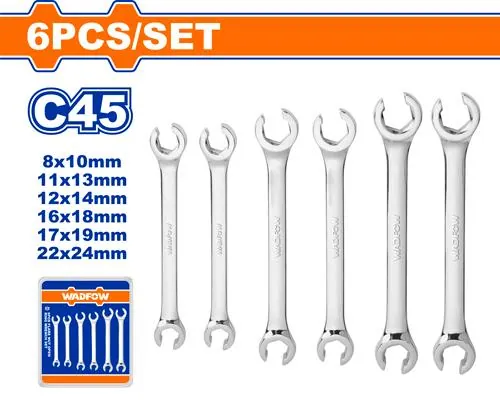 6PCS/SET
C45
8x10mm
11x13mm
12x14mm
16x18mm
17x19mm
22x24mm
WADFOW
WADFOW
WADFOW
WADFOW
WADFOW